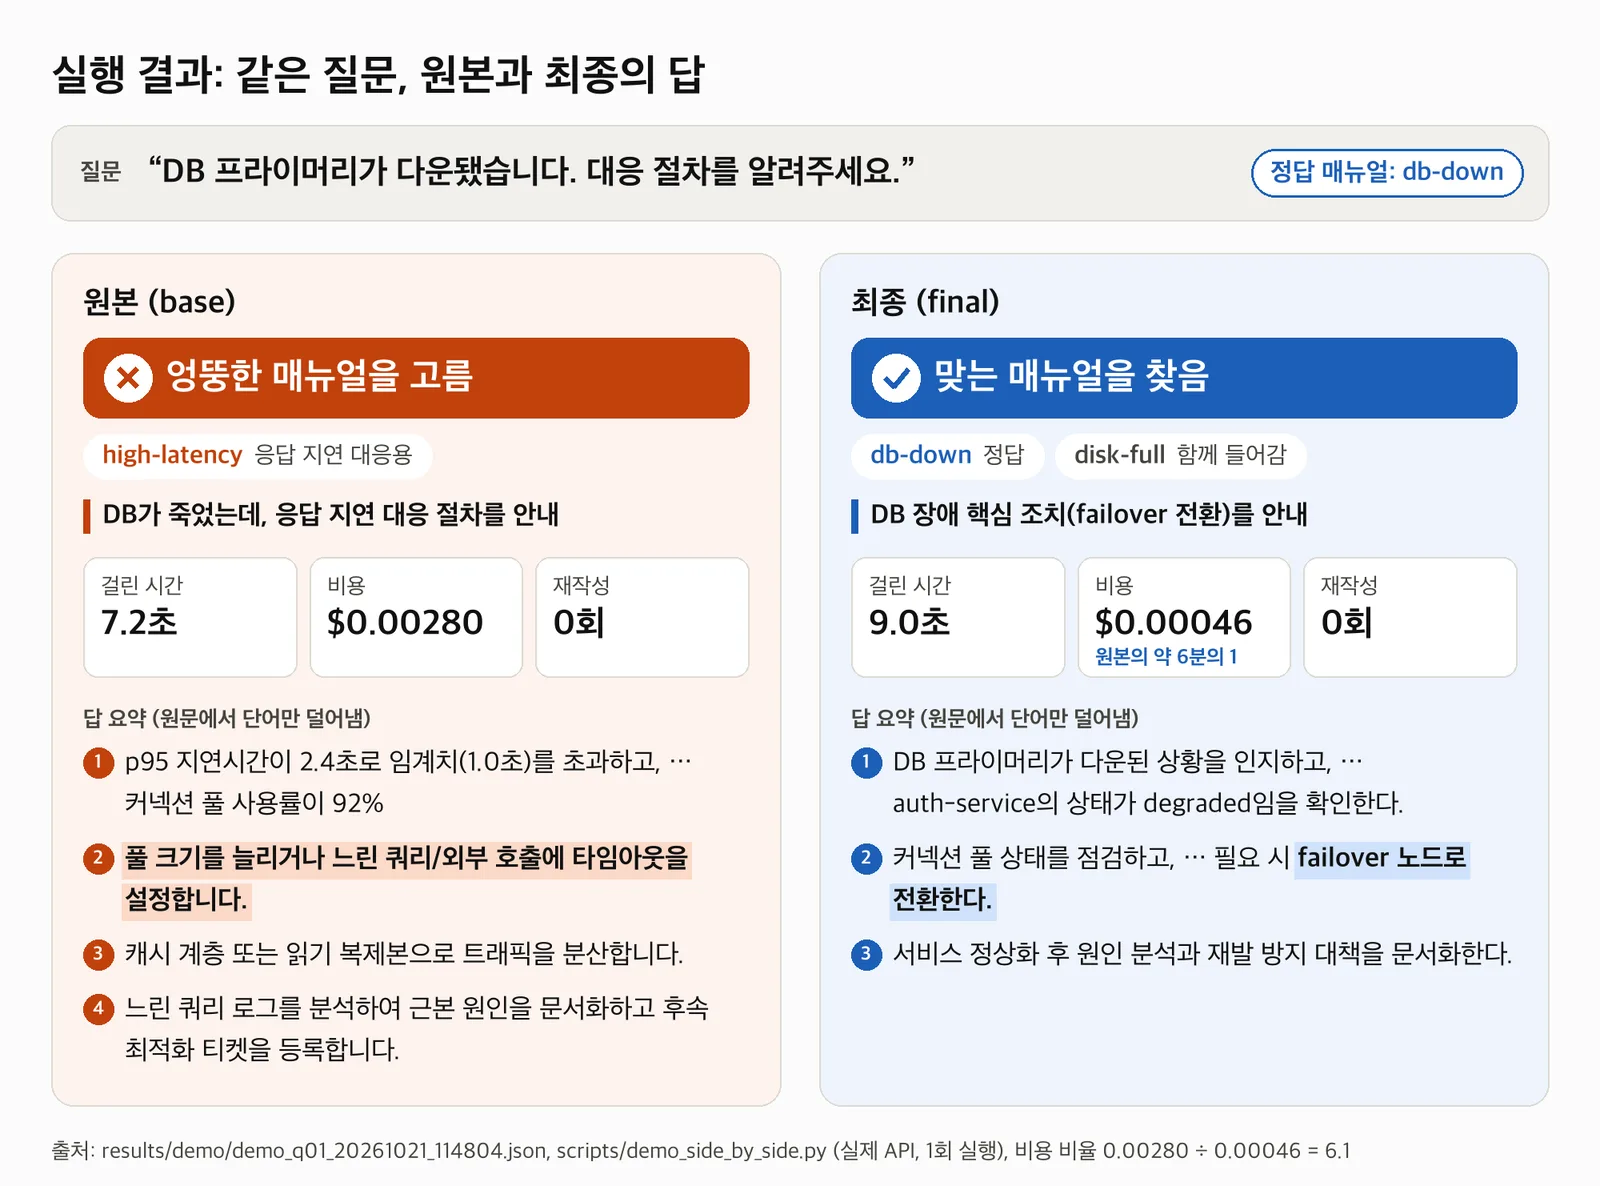 실행 결과: 같은 질문, 원본과 최종의 답
질문 “DB 프라이머리가 다운됐습니다. 대응 절차를 알려주세요.” 정답 매뉴얼: db-down
원본 (base)
엉뚱한 매뉴얼을 고름
high-latency 응답 지연 대응용
DB가 죽었는데, 응답 지연 대응 절차를 안내
걸린 시간
7.2초
비용
$0.00280
재작성
0회
답 요약 (원문에서 단어만 덜어냄)
1 p95 지연시간이 2.4초로 임계치(1.0초)를 초과하고, ⋯
커넥션 풀 사용률이 92%
2 풀 크기를 늘리거나 느린 쿼리/외부 호출에 타임아웃을
설정합니다.
3 캐시 계층 또는 읽기 복제본으로 트래픽을 분산합니다.
4 느린 쿼리 로그를 분석하여 근본 원인을 문서화하고 후속
최적화 티켓을 등록합니다.
최종 (final)
맞는 매뉴얼을 찾음
db-down 정답 disk-full 함께 들어감
DB 장애 핵심 조치(failover 전환)를 안내
걸린 시간
9.0초
비용
$0.00046
원본의 약 6분의 1
재작성
0회
답 요약 (원문에서 단어만 덜어냄)
1 DB 프라이머리가 다운된 상황을 인지하고, ⋯
auth-service의 상태가 degraded임을 확인한다.
2 커넥션 풀 상태를 점검하고, ⋯ 필요 시 failover 노드로
전환한다.
3 서비스 정상화 후 원인 분석과 재발 방지 대책을 문서화한다.
출처: results/demo/demo_q01_20261021_114804.json, scripts/demo_side_by_side.py (실제 API, 1회 실행), 비용 비율 0.00280 ÷ 0.00046 = 6.1